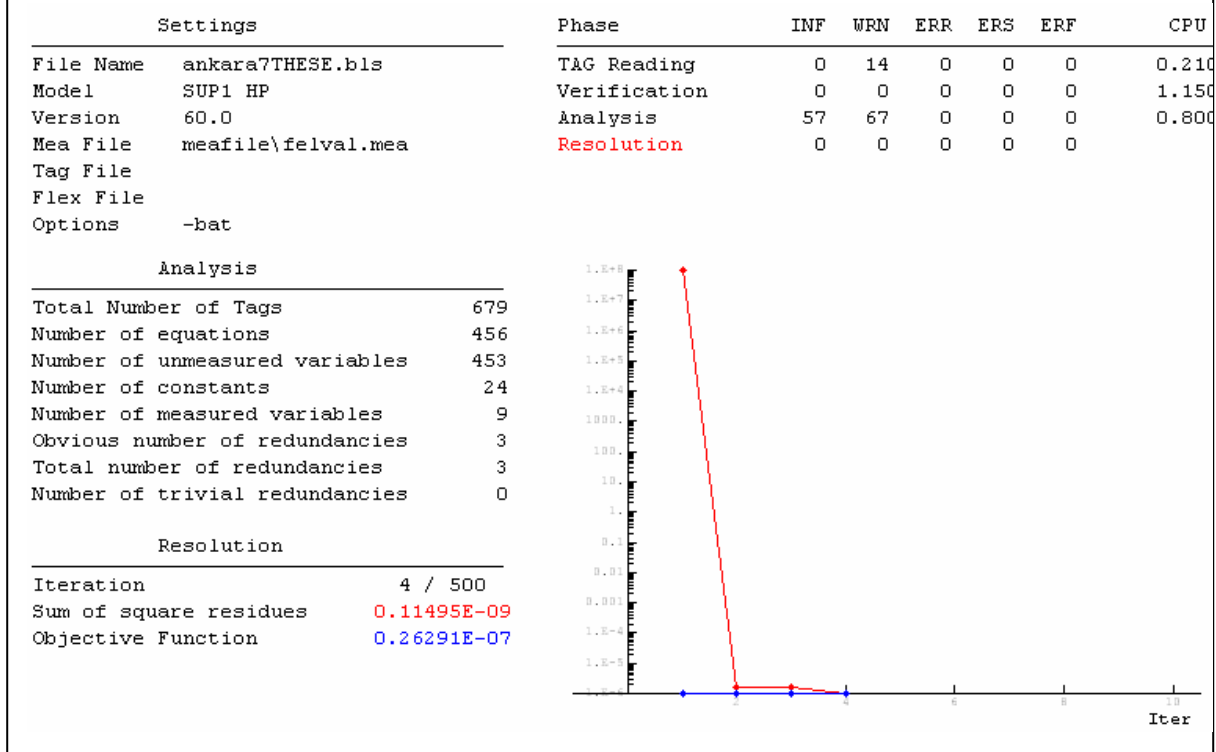 Settings
File Name ankara7THESE.bls
Model SUP1 HP
Version 60.0
Mea File meafile\felval.mea
Tag File
Flex File
Options -bat
Analysis
Total Number of Tags 679
Number of equations 456
Number of unmeasured variables 453
Number of constants 24
Number of measured variables 9
Obvious number of redundancies 3
Total number of redundancies 3
Number of trivial redundancies 0
Resolution
Iteration 4 / 500
Sum of square residues 0.11495E-09
Objective Function 0.26291E-07
Phase INF WRN ERR ERS ERF CPU
TAG Reading 0 14 0 0 0 0.210
Verification 0 0 0 0 0 1.150
Analysis 57 67 0 0 0 0.800
Resolution 0 0 0 0 0
1.E+8
1.E+7
1.E+6
1.E+5
1.E+4
1000.
100.
10.
1.
0.1
0.01
0.001
1.E-4
1.E-5
1.E-6
2 4 6 8 10
Iter